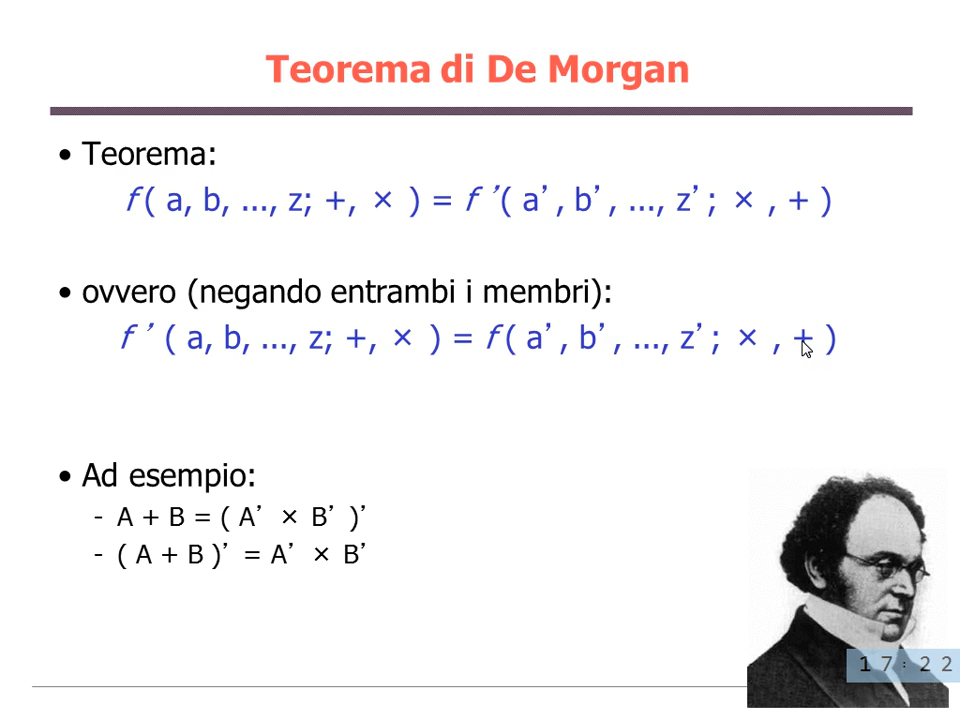 Teorema di De Morgan
• Teorema:
f ( a, b, ..., z; +, × ) = f ’( a’, b’, ..., z’; ×, + )
• ovvero (negando entrambi i membri):
f ’ ( a, b, ..., z; +, × ) = f ( a’, b’, ..., z’; ×, + )
• Ad esempio:
- A + B = ( A’ × B’ )’
- ( A + B )’ = A’ × B’
17:22